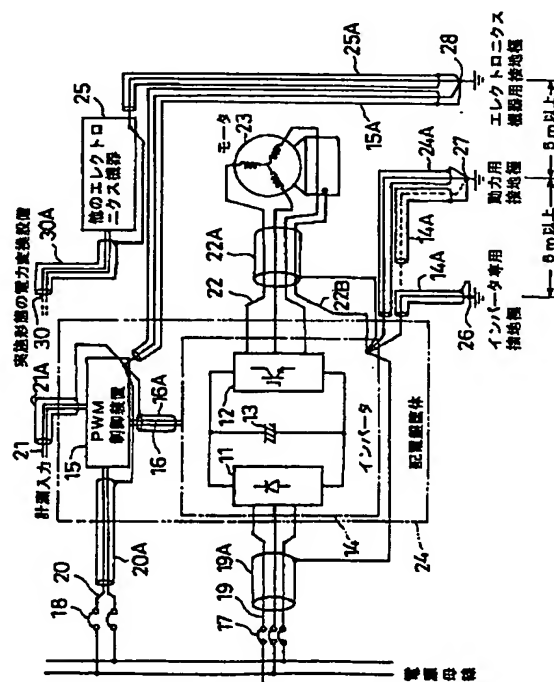 実施形態の電力変換設備
30
30A
他のエレクトロ
ニクス機器
25
25A
15A
エレクトロニクス
機器用接地極
28
計測入力
21
21A
PWM
制御装置
15
16
16A
モータ
23
22
22A
22B
24A
14A
14A
動力用
接地極
27
インバータ専用
接地極
26
5m以上
5m以上
18
20
20A
17
19
19A
11
12
13
インバータ
14
配電盤筐体
24
電源母線